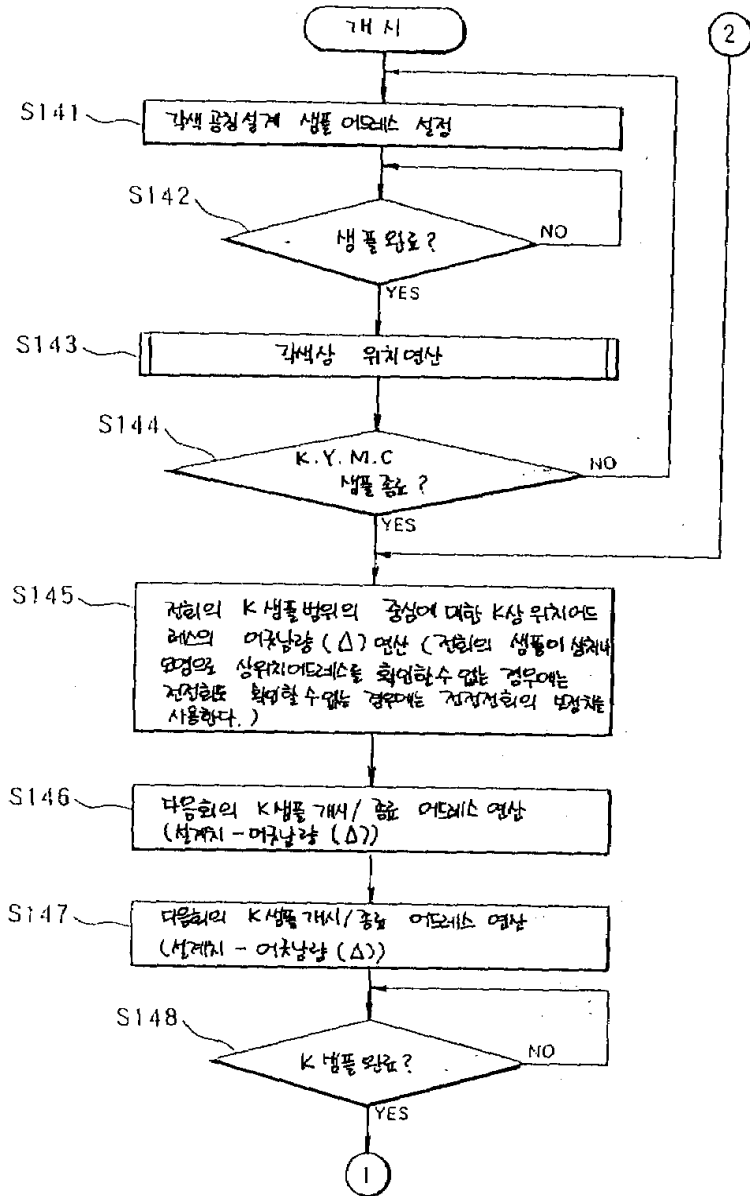 개시
2
S141
각색 공칭설계 샘플 어드레스 설정
S142
샘플 완료?
NO
YES
S143
각색상 위치연산
S144
K.Y.M.C
샘플 종료?
NO
YES
S145
전회의 K샘플 범위의 중심에 대한 K상 위치어드
레스의 어긋남량(Δ)연산 (전회의 샘플이 상처나
오염으로 상위치어드레스를 확인할 수 없는 경우에는
전전회도 확인할 수 없는 경우에는 전전전회의 보정치를
사용한다.)
S146
다음회의 K샘플 개시/종료 어드레스 연산
(설계치 - 어긋남량(Δ))
S147
다음회의 K샘플 개시/종료 어드레스 연산
(설계치 - 어긋남량(Δ))
S148
K 샘플 완료?
NO
YES
1